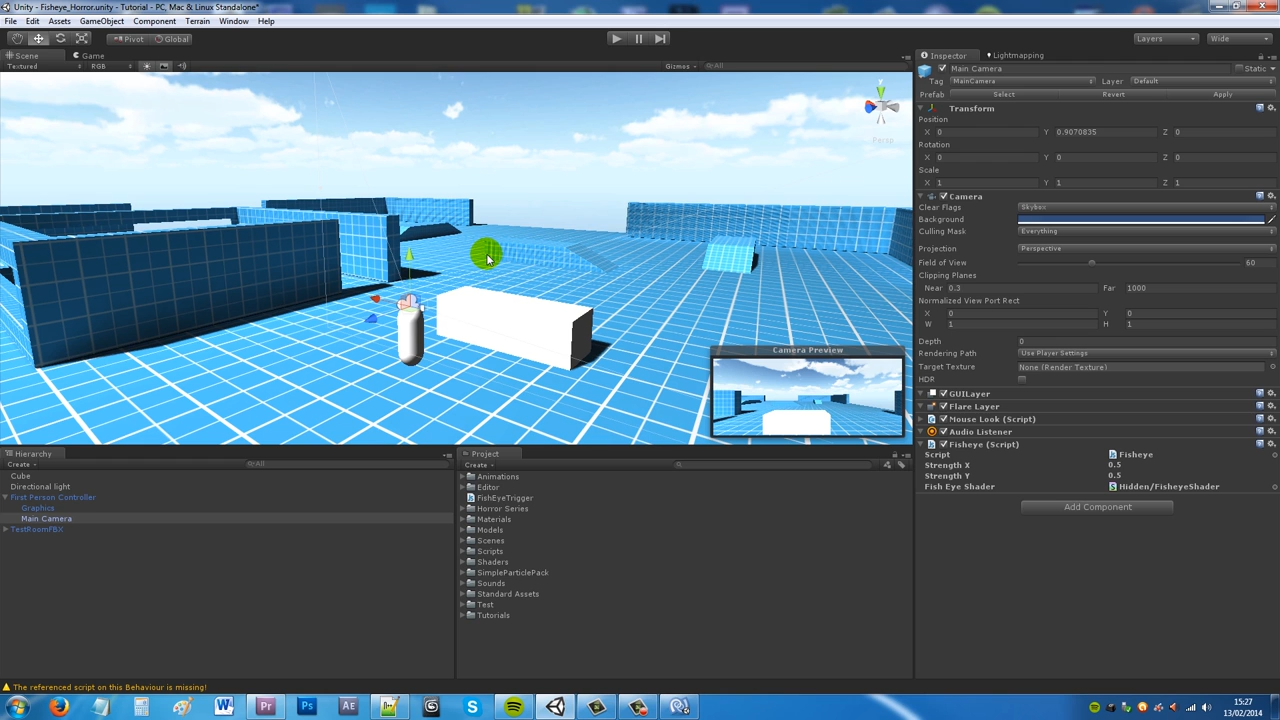 Unity - Fisheye_Horror.unity - Tutorial - PC, Mac & Linux Standalone*
File Edit Assets GameObject Component Terrain Window Help
Pivot Global Layers Wide
Scene Game
Textured RGB Gizmos All
y
Persp
Camera Preview
Inspector Lightmapping
Main Camera Static
Tag MainCamera Layer Default
Prefab Select Revert Apply
Transform
Position
X 0 Y 0.9070835 Z 0
Rotation
X 0 Y 0 Z 0
Scale
X 1 Y 1 Z 1
Camera
Clear Flags Skybox
Background
Culling Mask Everything
Projection Perspective
Field of View 60
Clipping Planes
Near 0.3 Far 1000
Normalized View Port Rect
X 0 Y 0
W 1 H 1
Depth 0
Rendering Path Use Player Settings
Target Texture None (Render Texture)
HDR
GUILayer
Flare Layer
Mouse Look (Script)
Audio Listener
Fisheye (Script)
Script Fisheye
Strength X 0.5
Strength Y 0.5
Fish Eye Shader Hidden/FisheyeShader
Add Component
Hierarchy
Create All
Cube
Directional light
First Person Controller
Graphics
Main Camera
TestRoomFBX
Project
Create
Animations
Editor
FishEyeTrigger
Horror Series
Materials
Models
Scenes
Scripts
Shaders
SimpleParticlePack
Sounds
Standard Assets
Test
Tutorials
The referenced script on this Behaviour is missing!
W Pr Ps Ae S
15:27
13/02/2014